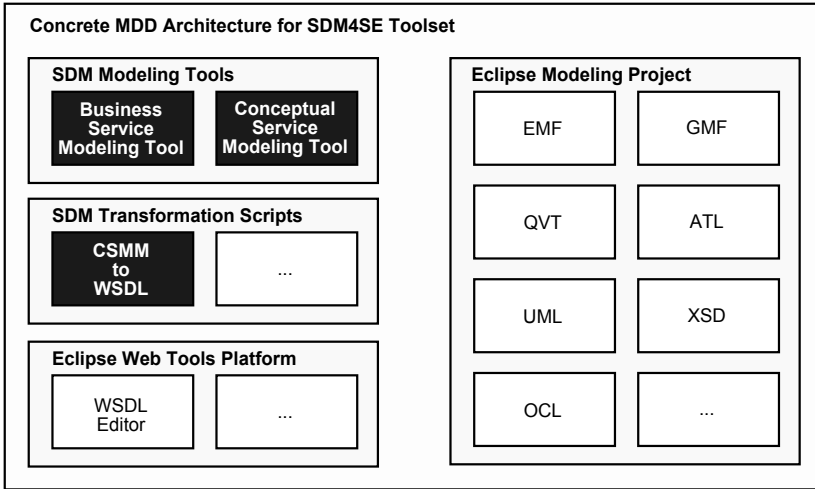 Concrete MDD Architecture for SDM4SE Toolset
SDM Modeling Tools
Business
Service
Modeling Tool
Conceptual
Service
Modeling Tool
SDM Transformation Scripts
CSMM
to
WSDL
...
Eclipse Web Tools Platform
WSDL
Editor
...
Eclipse Modeling Project
EMF
GMF
QVT
ATL
UML
XSD
OCL
...